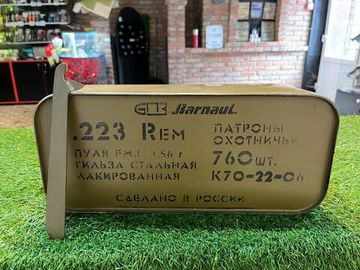 Barnaul
.223 Rem
ПАТРОНЫ
ОХОТНИЧЬИ
ПУЛЯ FMJ 3,56 г
ГИЛЬЗА СТАЛЬНАЯ
ЛАКИРОВАННАЯ
760 шт.
К70-22-06
СДЕЛАНО В РОССИИ